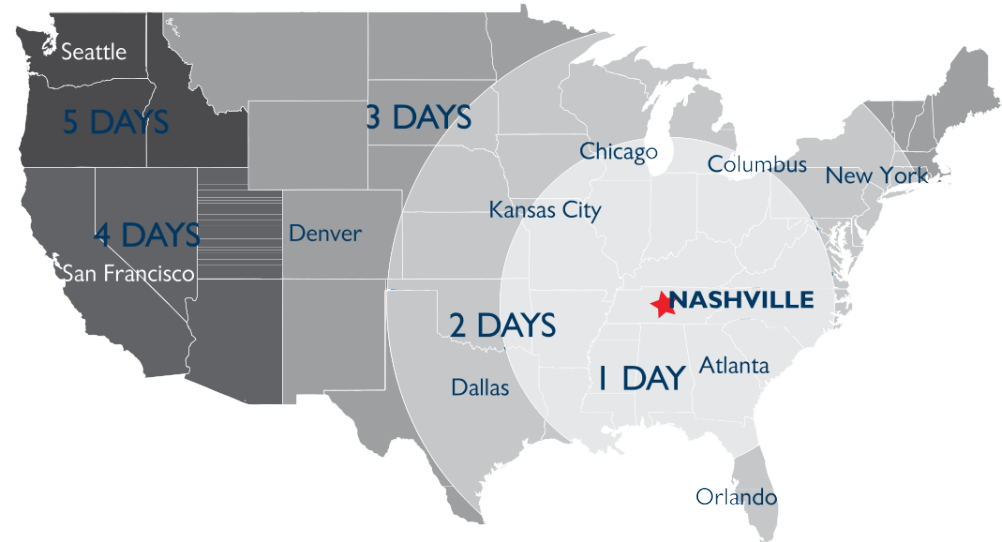 Seattle
5 DAYS
3 DAYS
Chicago
Columbus
New York
Kansas City
4 DAYS
Denver
San Francisco
NASHVILLE
2 DAYS
1 DAY
Atlanta
Dallas
Orlando